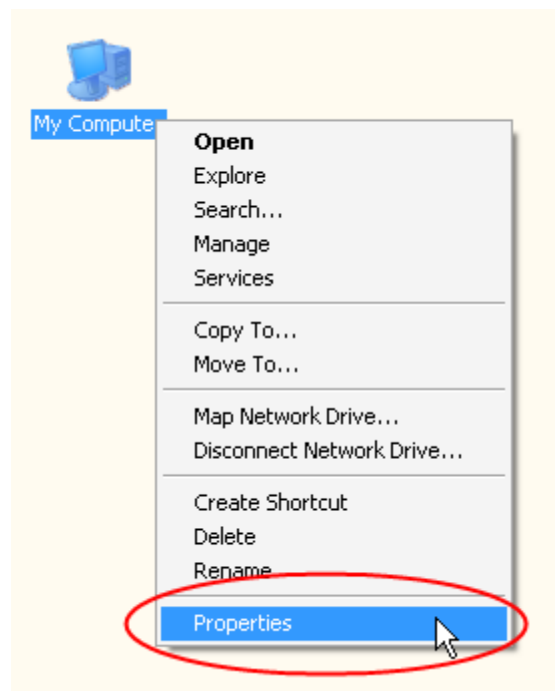 My Compute
Open
Explore
Search...
Manage
Services
Copy To...
Move To...
Map Network Drive...
Disconnect Network Drive...
Create Shortcut
Delete
Rename
Properties